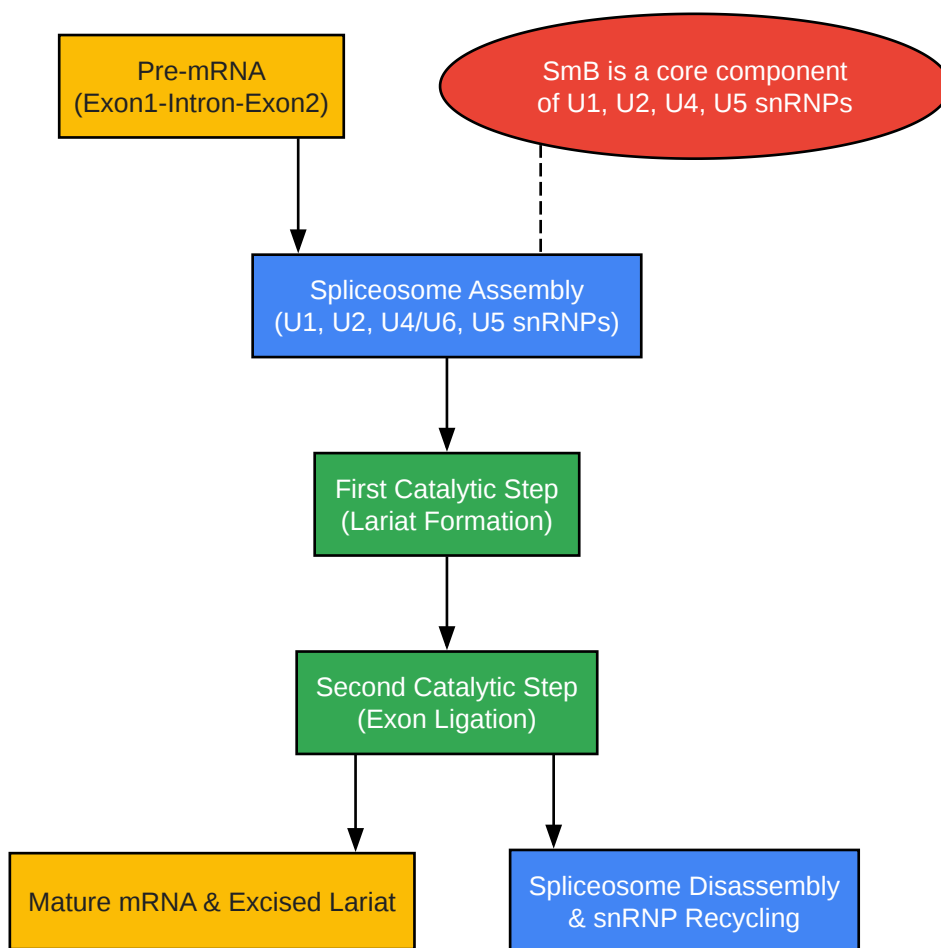 Pre-mRNA
(Exon1-Intron-Exon2)
SmB is a core component
of U1, U2, U4, U5 snRNPs
Spliceosome Assembly
(U1, U2, U4/U6, U5 snRNPs)
First Catalytic Step
(Lariat Formation)
Second Catalytic Step
(Exon Ligation)
Mature mRNA & Excised Lariat
Spliceosome Disassembly
& snRNP Recycling